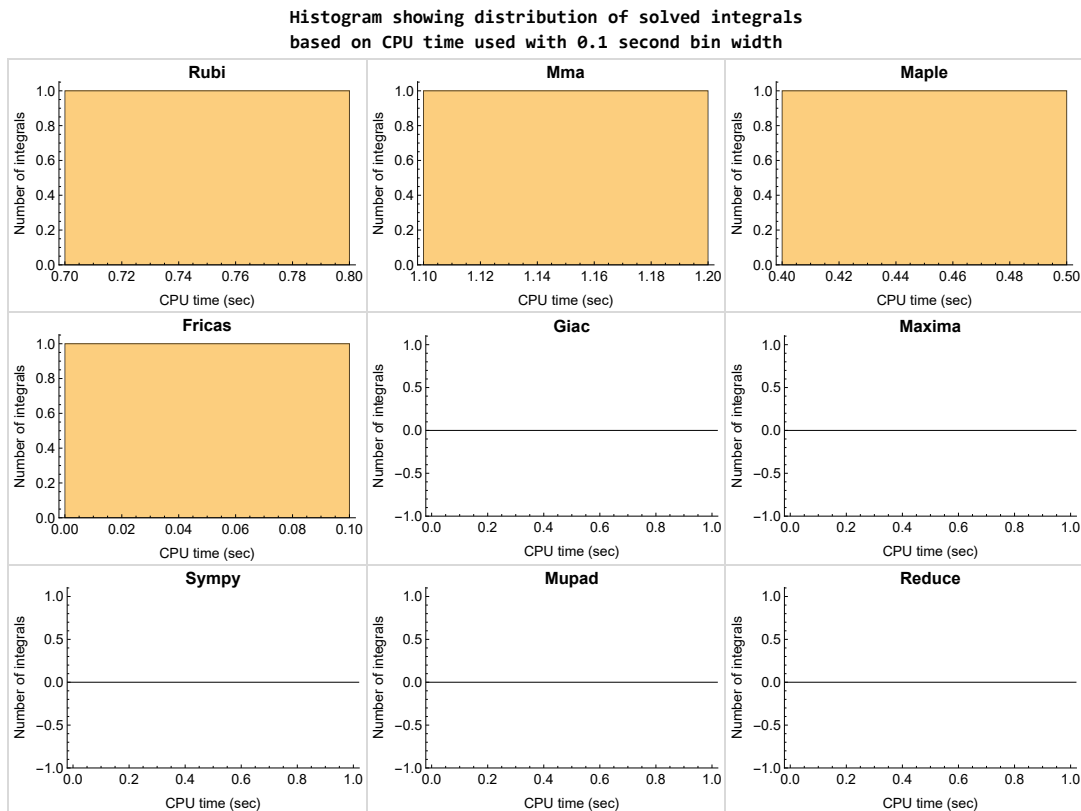 Histogram showing distribution of solved integrals
based on CPU time used with 0.1 second bin width
Rubi
Number of integrals
1.0
0.8
0.6
0.4
0.2
0.0
0.70 0.72 0.74 0.76 0.78 0.80
CPU time (sec)
Mma
Number of integrals
1.0
0.8
0.6
0.4
0.2
0.0
1.10 1.12 1.14 1.16 1.18 1.20
CPU time (sec)
Maple
Number of integrals
1.0
0.8
0.6
0.4
0.2
0.0
0.40 0.42 0.44 0.46 0.48 0.50
CPU time (sec)
Fricas
Number of integrals
1.0
0.8
0.6
0.4
0.2
0.0
0.00 0.02 0.04 0.06 0.08 0.10
CPU time (sec)
Giac
Number of integrals
1.0
0.5
0.0
−0.5
−1.0
0.0 0.2 0.4 0.6 0.8 1.0
CPU time (sec)
Maxima
Number of integrals
1.0
0.5
0.0
−0.5
−1.0
0.0 0.2 0.4 0.6 0.8 1.0
CPU time (sec)
Sympy
Number of integrals
1.0
0.5
0.0
−0.5
−1.0
0.0 0.2 0.4 0.6 0.8 1.0
CPU time (sec)
Mupad
Number of integrals
1.0
0.5
0.0
−0.5
−1.0
0.0 0.2 0.4 0.6 0.8 1.0
CPU time (sec)
Reduce
Number of integrals
1.0
0.5
0.0
−0.5
−1.0
0.0 0.2 0.4 0.6 0.8 1.0
CPU time (sec)